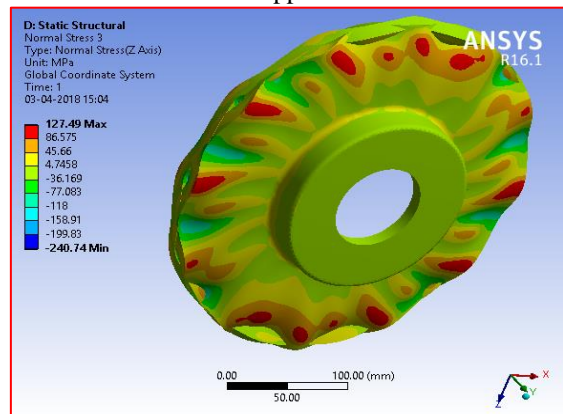 D: Static Structural
Normal Stress 3
Type: Normal Stress(Z Axis)
Unit: MPa
Global Coordinate System
Time: 1
03-04-2018 15:04
127.49 Max
86.575
45.66
4.7458
-36.169
-77.083
-118
-158.91
-199.83
-240.74 Min
ANSYS
R16.1
0.00 100.00 (mm)
50.00
X
Y
Z